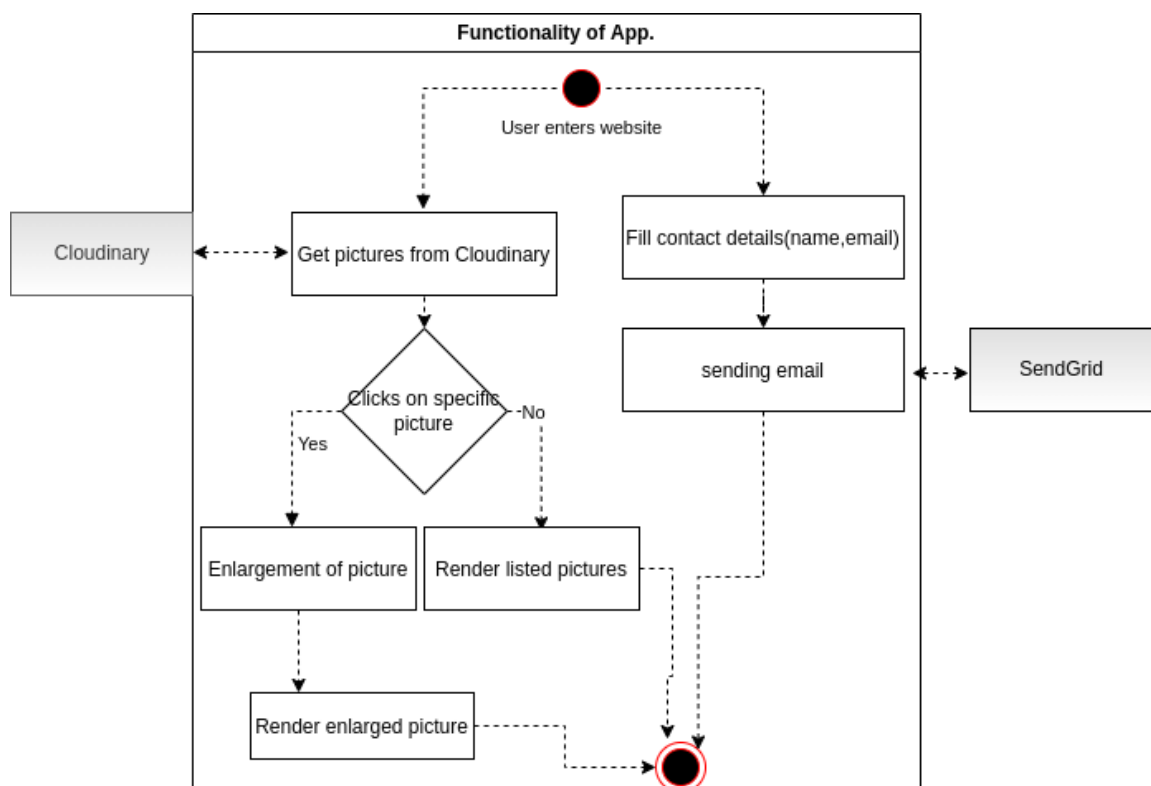 Functionality of App.
User enters website
Cloudinary
Get pictures from Cloudinary
Fill contact details(name,email)
sending email
SendGrid
Clicks on specific
picture
No
Yes
Enlargement of picture
Render listed pictures
Render enlarged picture